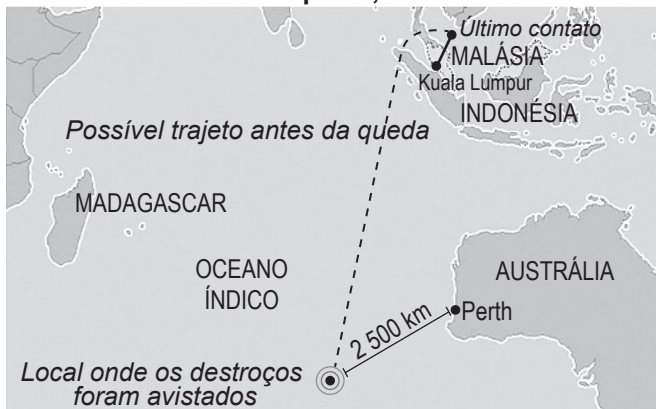 Último contato
MALÁSIA
Kuala Lumpur
INDONÉSIA
Possível trajeto antes da queda
MADAGASCAR
OCEANO
ÍNDICO
AUSTRÁLIA
Perth
2 500 km
Local onde os destroços
foram avistados